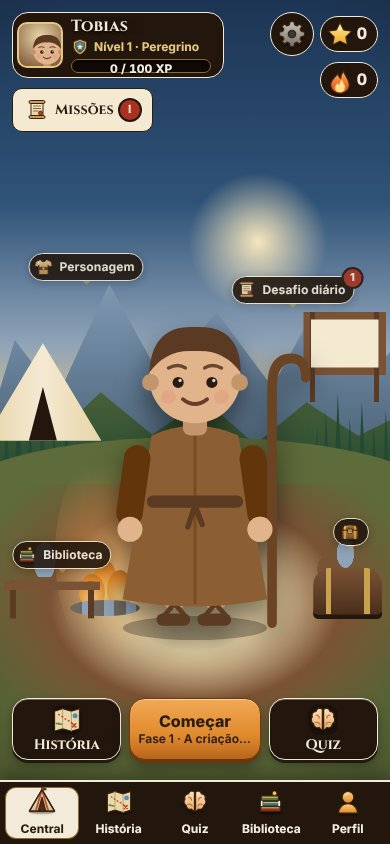 TOBIAS
Nível 1 · Peregrino
0 / 100 XP
0
0
MISSÕES
1
Personagem
Desafio diário
1
Biblioteca
HISTÓRIA
Começar
Fase 1 · A criação...
QUIZ
Central
História
Quiz
Biblioteca
Perfil